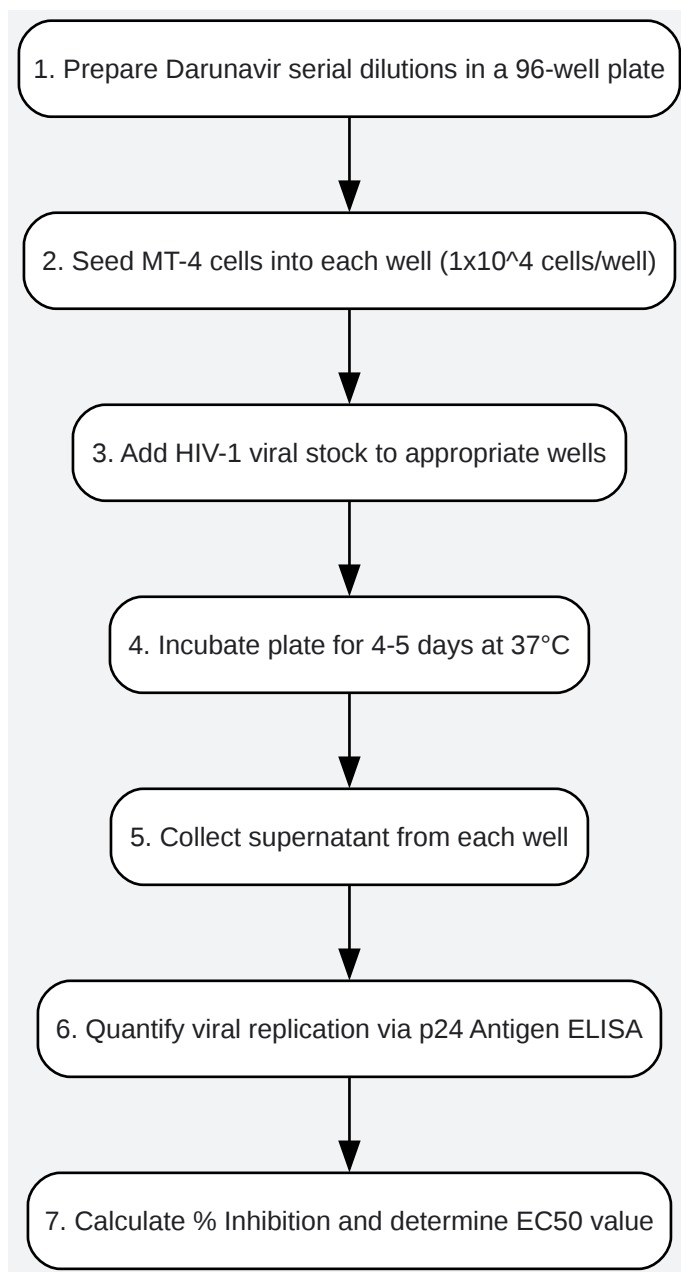 1. Prepare Darunavir serial dilutions in a 96-well plate
2. Seed MT-4 cells into each well (1x10^4 cells/well)
3. Add HIV-1 viral stock to appropriate wells
4. Incubate plate for 4-5 days at 37°C
5. Collect supernatant from each well
6. Quantify viral replication via p24 Antigen ELISA
7. Calculate % Inhibition and determine EC50 value